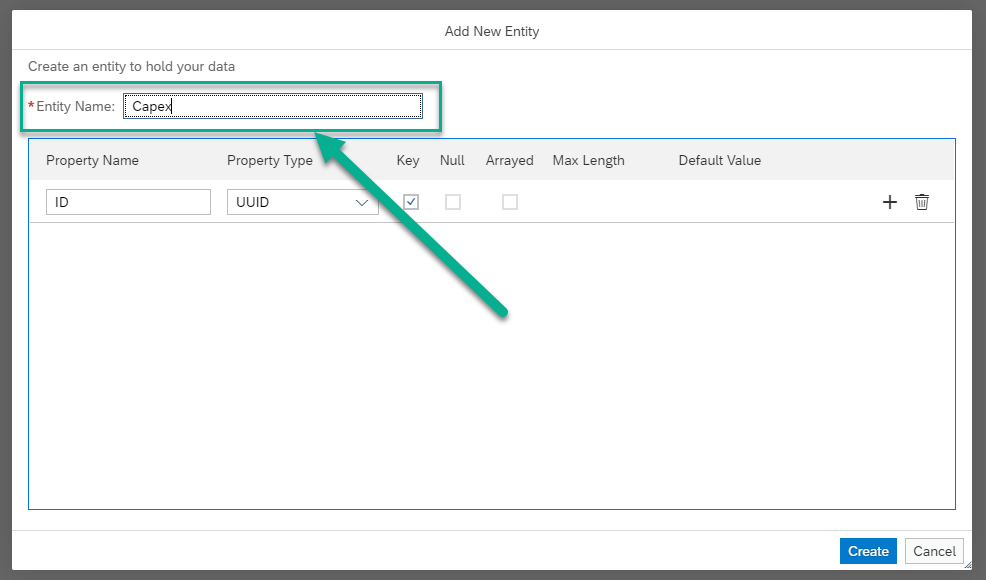 Add New Entity
Create an entity to hold your data
*Entity Name: Capex
Property Name Property Type Key Null Arrayed Max Length Default Value
ID UUID
Create Cancel